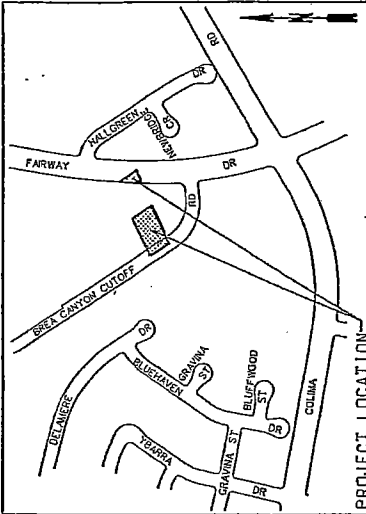 N
RD
DR
HALLGREEN
NEWBRIDGE
CR
FAIRWAY
DR
RD
BREA CANYON CUTOFF
DELAMERE
DR
BLUEHAVEN
GRAVINA
ST
BLUFFWOOD
ST
YBARRA
GRAVINA ST
DR
DR
COLIMA
PROJECT LOCATION